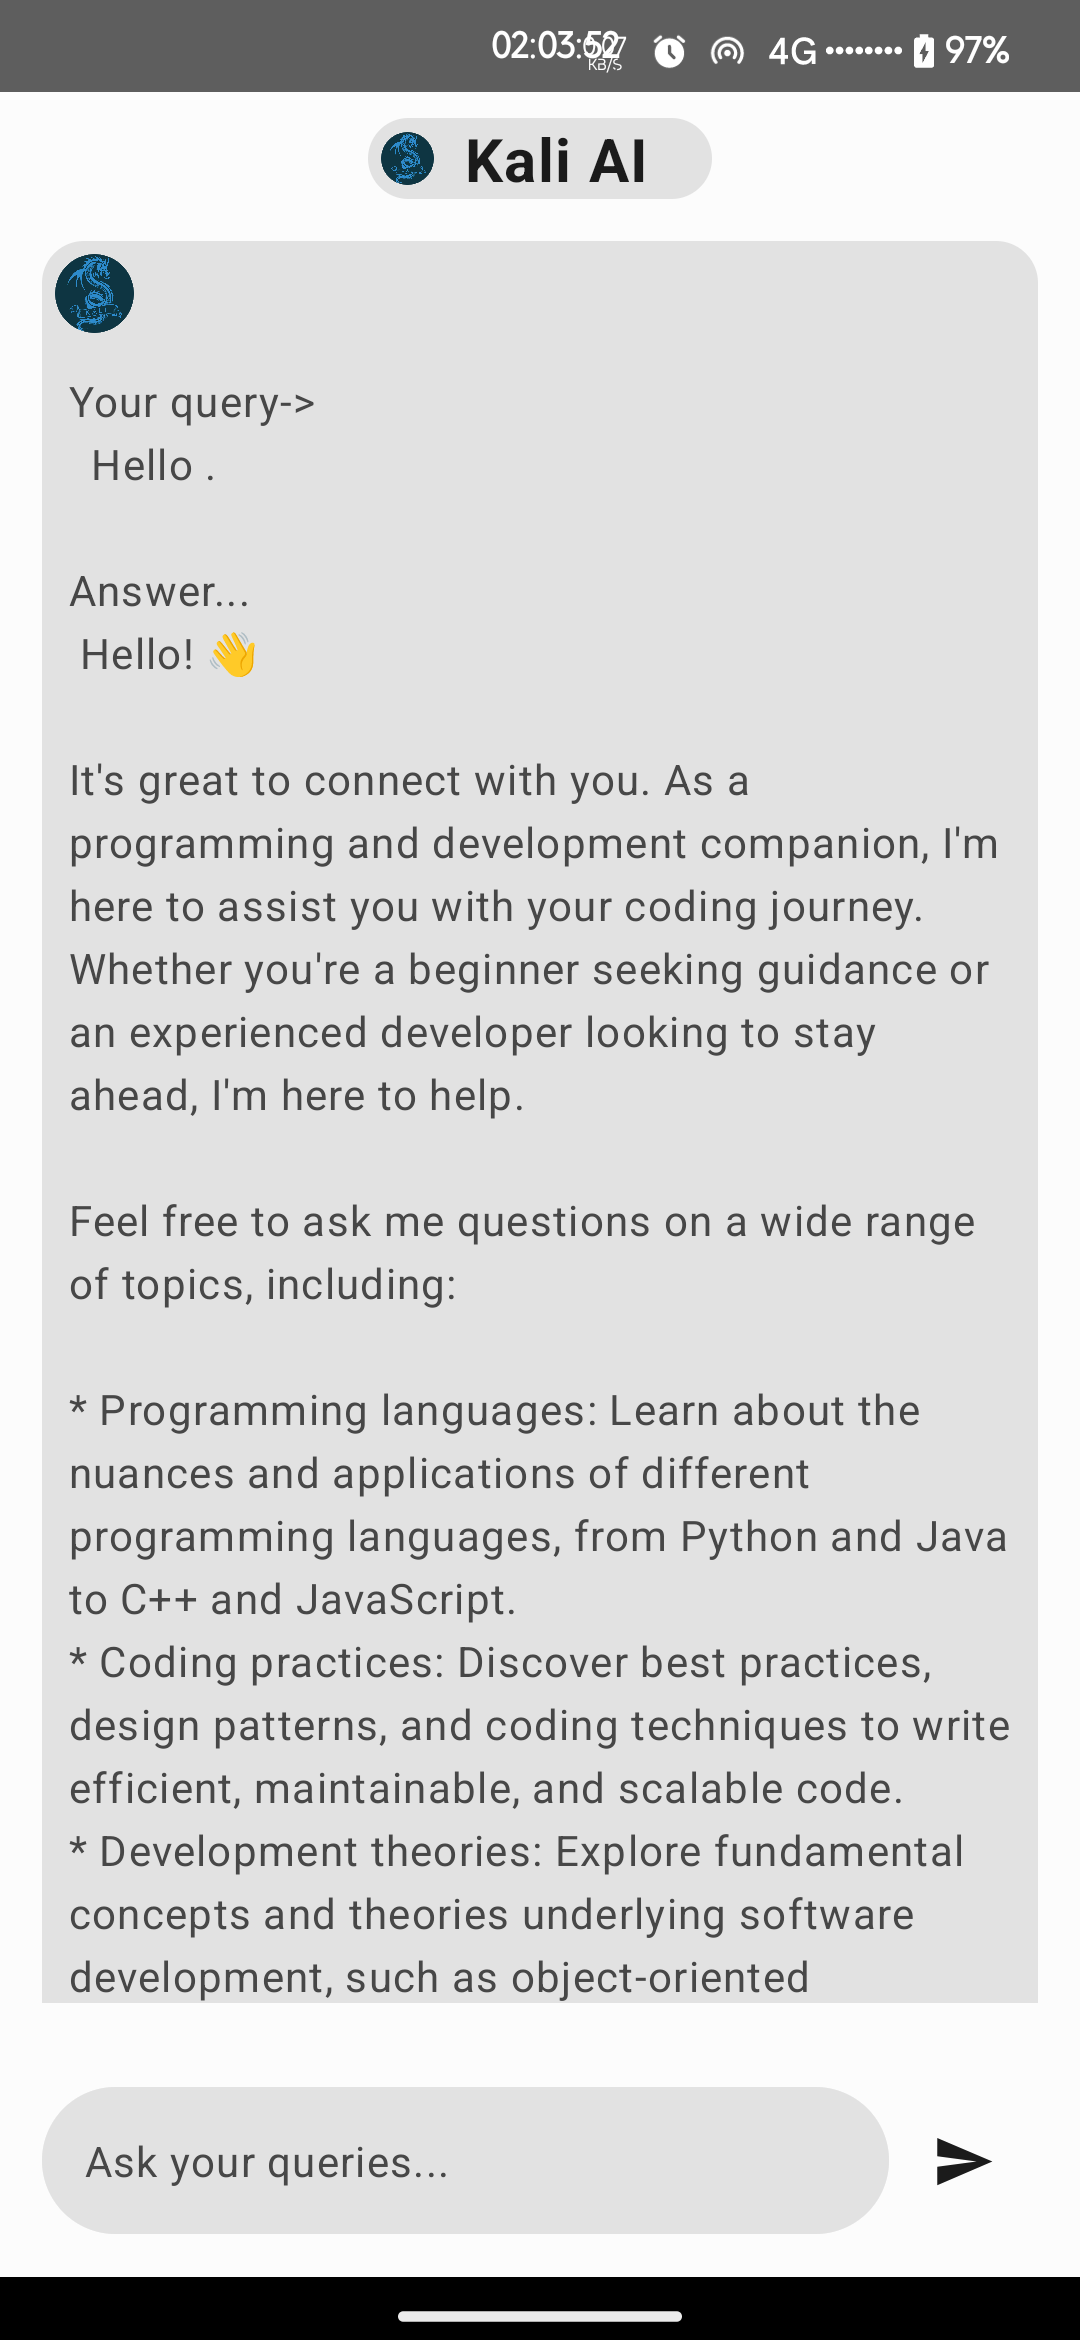 02:03:52
KB/S
4G 97%
Kali AI
KALI
Your query->
Hello .
Answer...
Hello! 👋
It's great to connect with you. As a
programming and development companion, I'm
here to assist you with your coding journey.
Whether you're a beginner seeking guidance or
an experienced developer looking to stay
ahead, I'm here to help.
Feel free to ask me questions on a wide range
of topics, including:
* Programming languages: Learn about the
nuances and applications of different
programming languages, from Python and Java
to C++ and JavaScript.
* Coding practices: Discover best practices,
design patterns, and coding techniques to write
efficient, maintainable, and scalable code.
* Development theories: Explore fundamental
concepts and theories underlying software
development, such as object-oriented
Ask your queries...